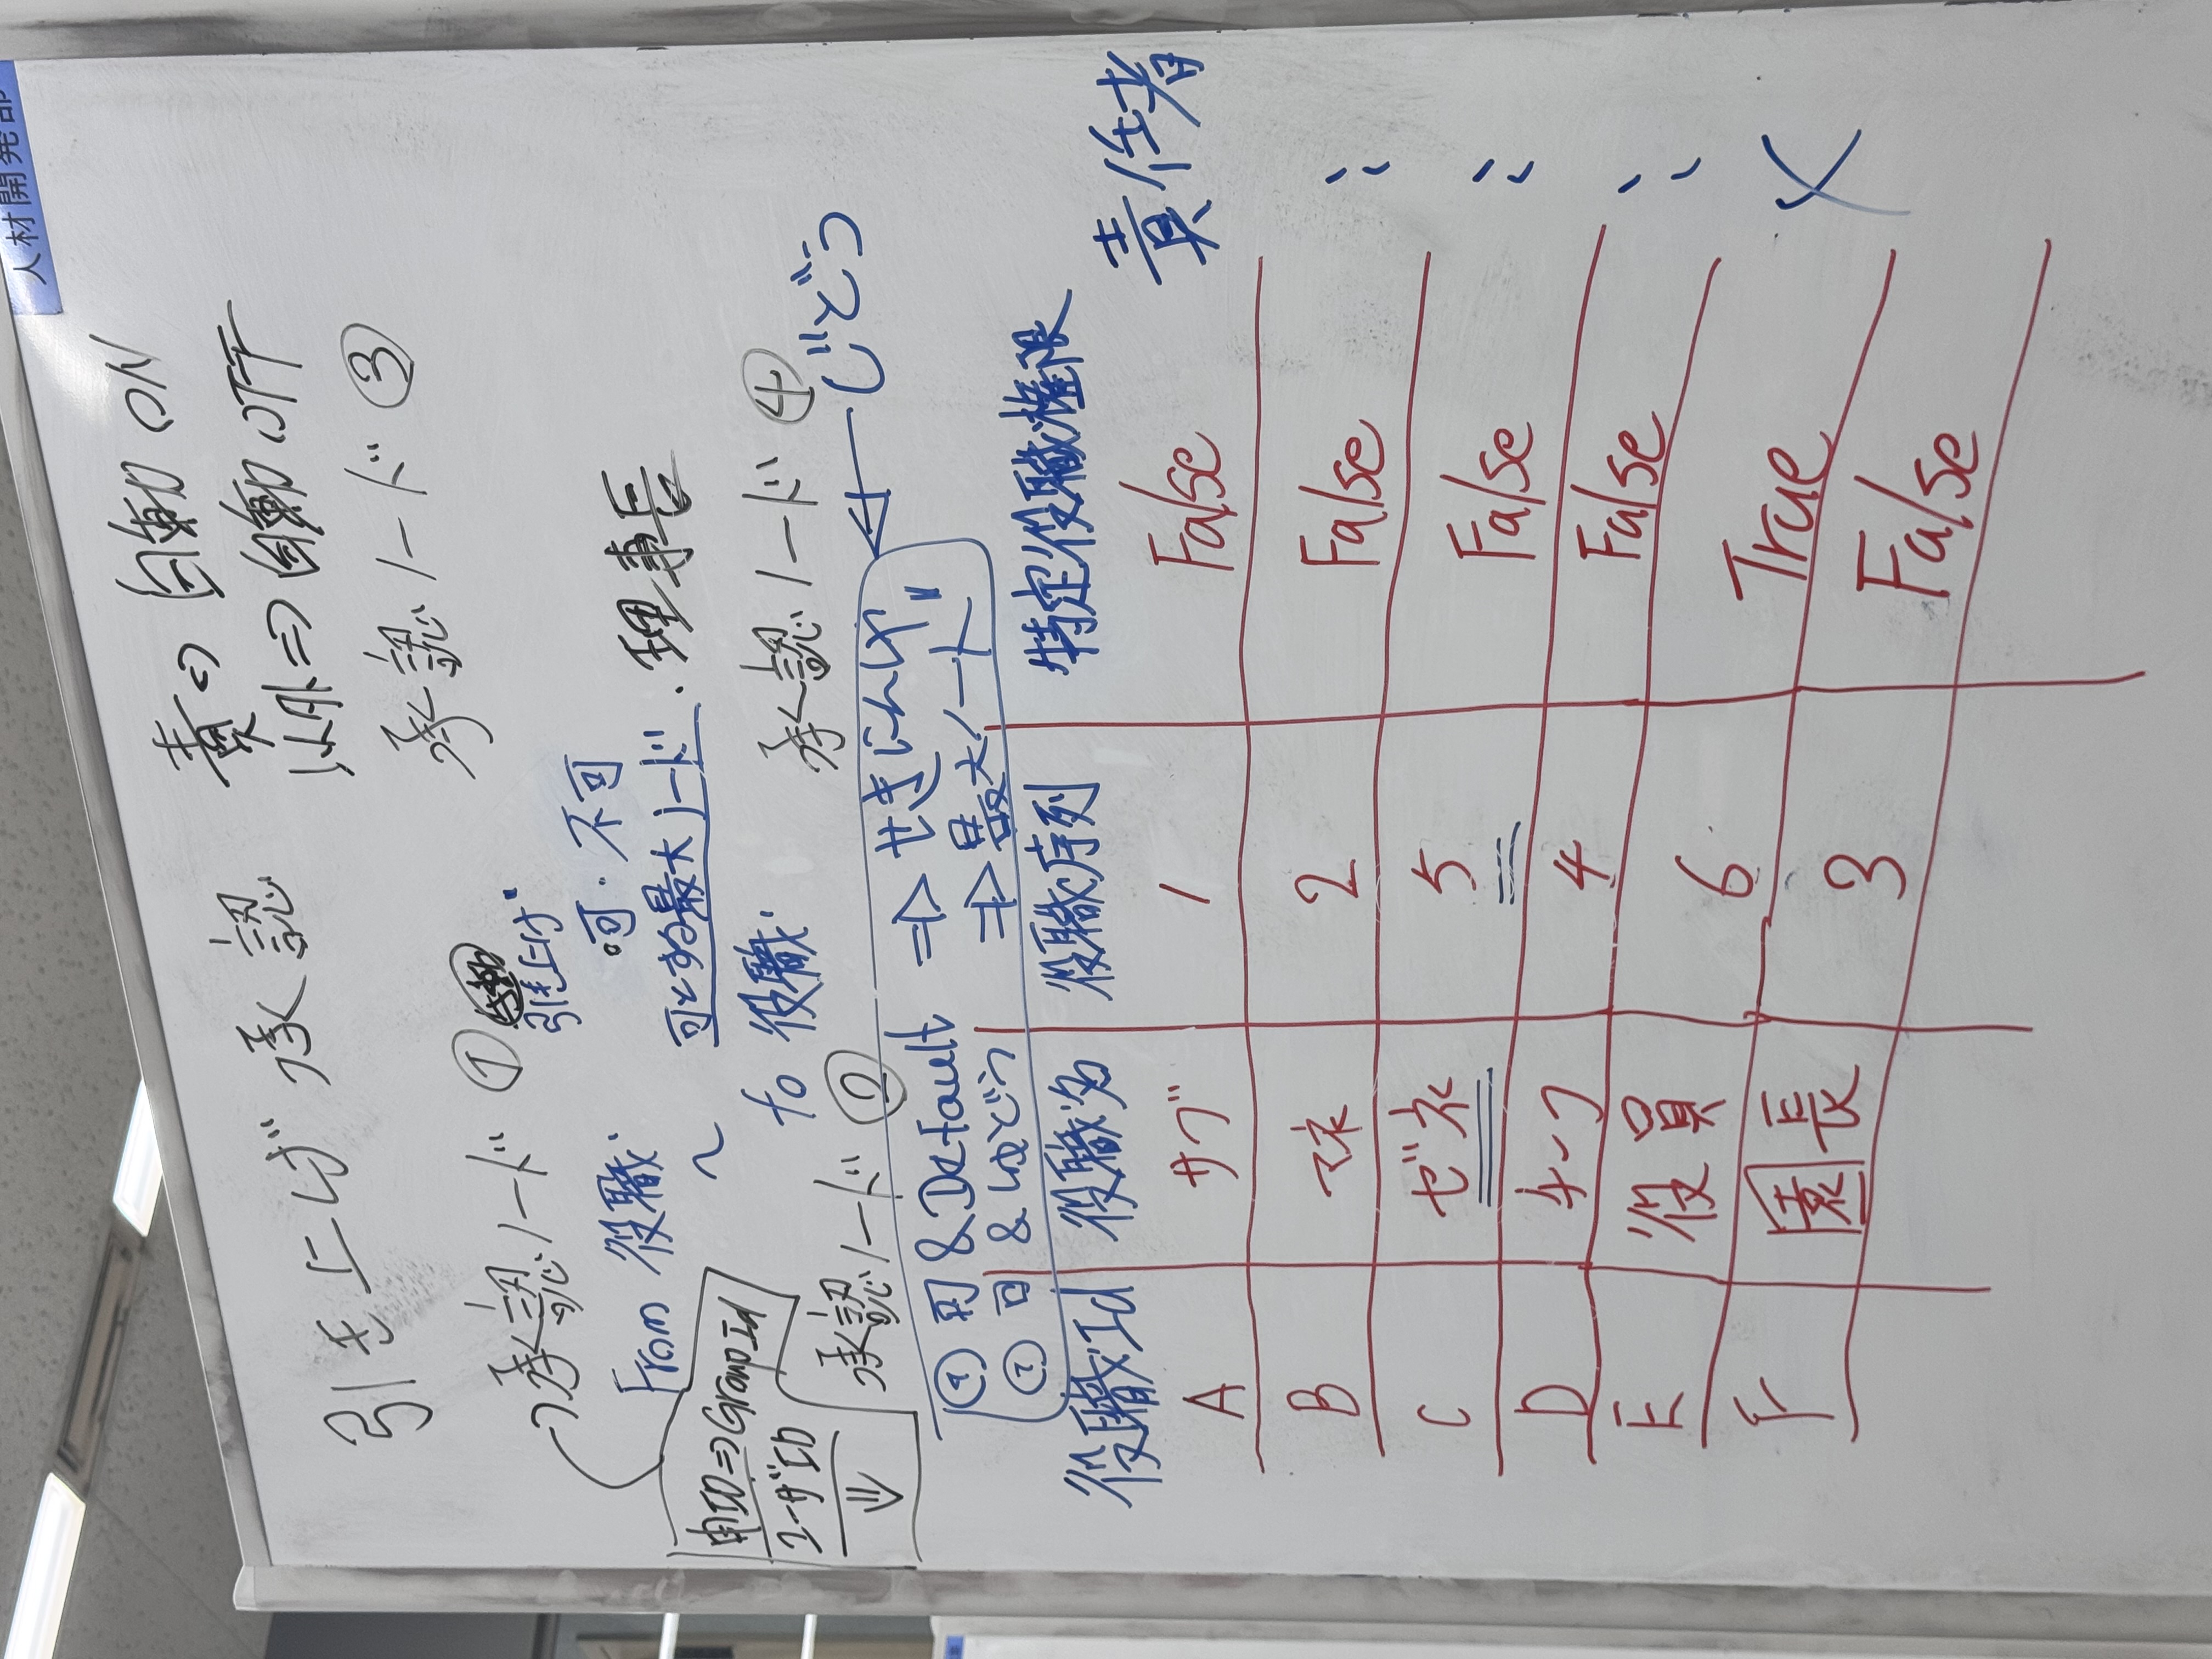 人材開発部
責⇒自動ON
引き上げ承認
以外⇒自動OFF
承認ノード③
承認ノード①
引き上げ
From 役職
可・不可
~
可とする最大ノード・理事長
申ID⇒GroupId
ユーザID
⇓
to 役職
承認ノード④
承認ノード②
じどう
可&Default ⇒ せきにんしゃ
② 可&しゅどう ⇒ 最大ノード
役職Id 役職名 役職序列 特定役職権限 責任者
A サブ 1 False
B マネ 2 False
C ゼネ 5 False
D チーフ 4 False
E 役員 6 True ×
F 園長 3 False